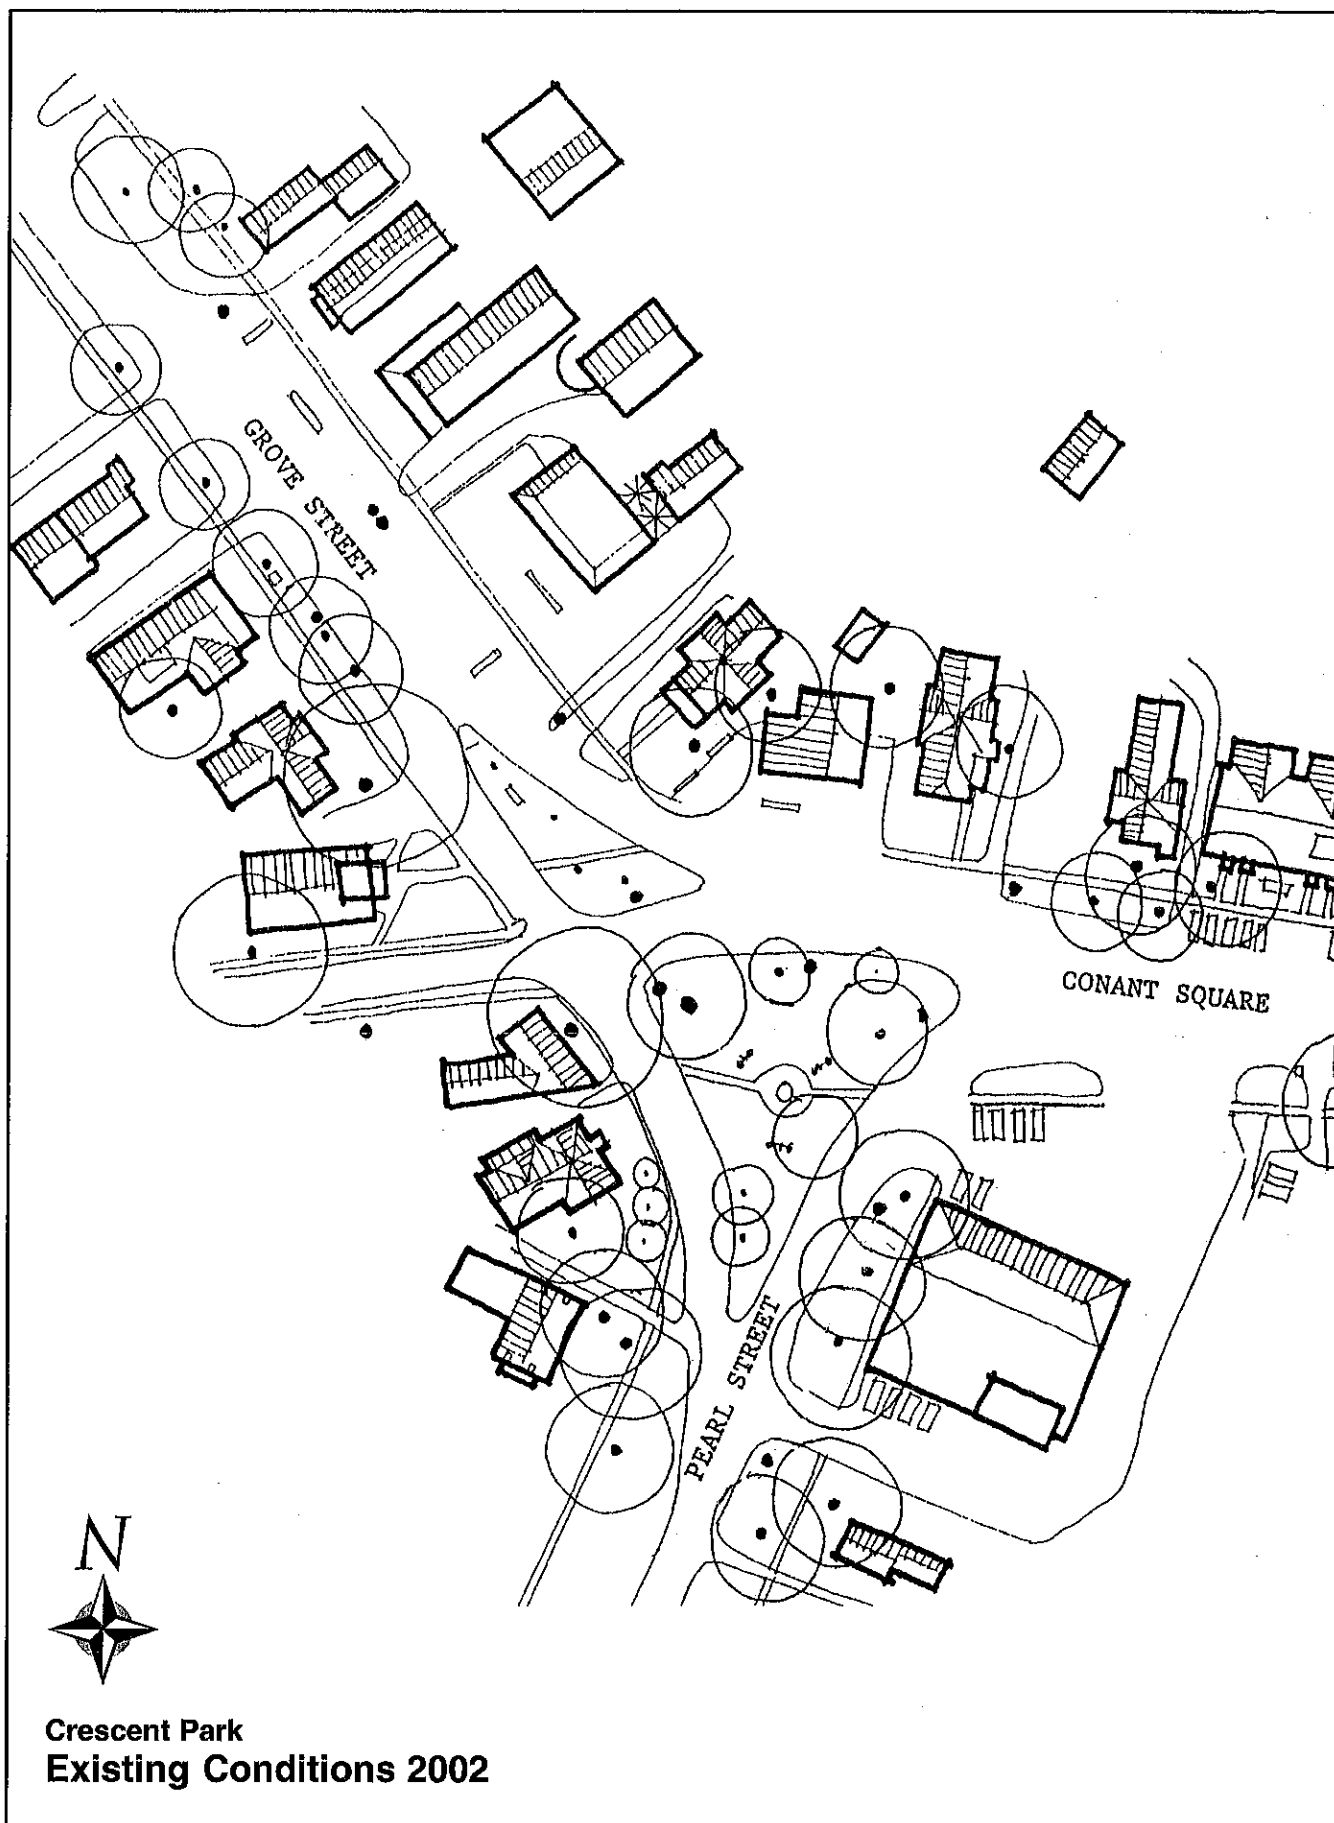 GROVE STREET
CONANT SQUARE
PEARL STREET
N
Crescent Park
Existing Conditions 2002